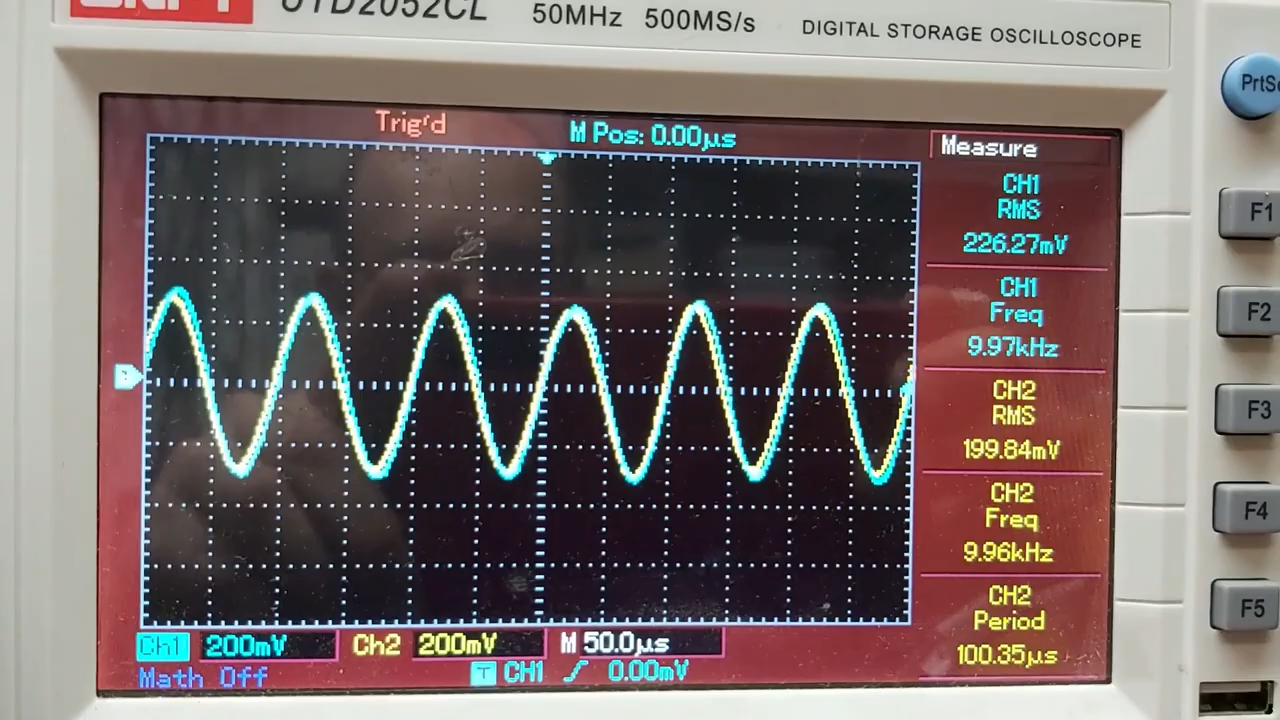 UTD2052CL 50MHz 500MS/s DIGITAL STORAGE OSCILLOSCOPE
Trig'd M Pos: 0.00µs
Measure
CH1
RMS
226.27mV
CH1
Freq
9.97kHz
CH2
RMS
199.84mV
CH2
Freq
9.96kHz
CH2
Period
100.35µs
Ch1 200mV Ch2 200mV M 50.0µs
Math Off T CH1 0.00mV
F1
F2
F3
F4
F5